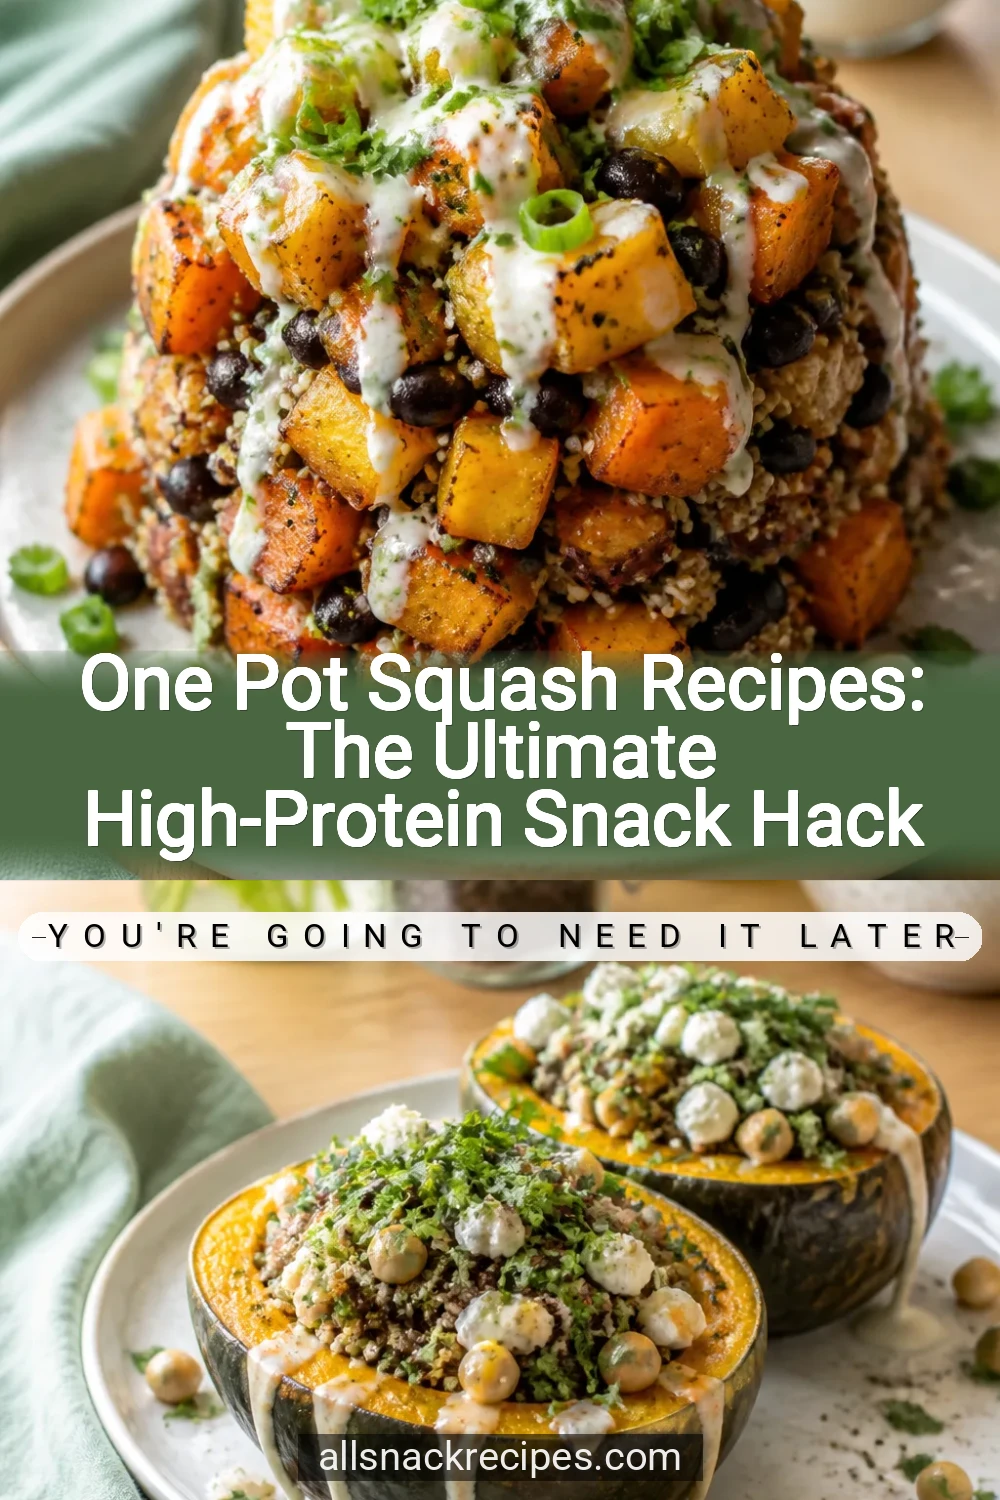 One Pot Squash Recipes:
The Ultimate
High-Protein Snack Hack
-YOU'RE GOING TO NEED IT LATER-
allsnackrecipes.com